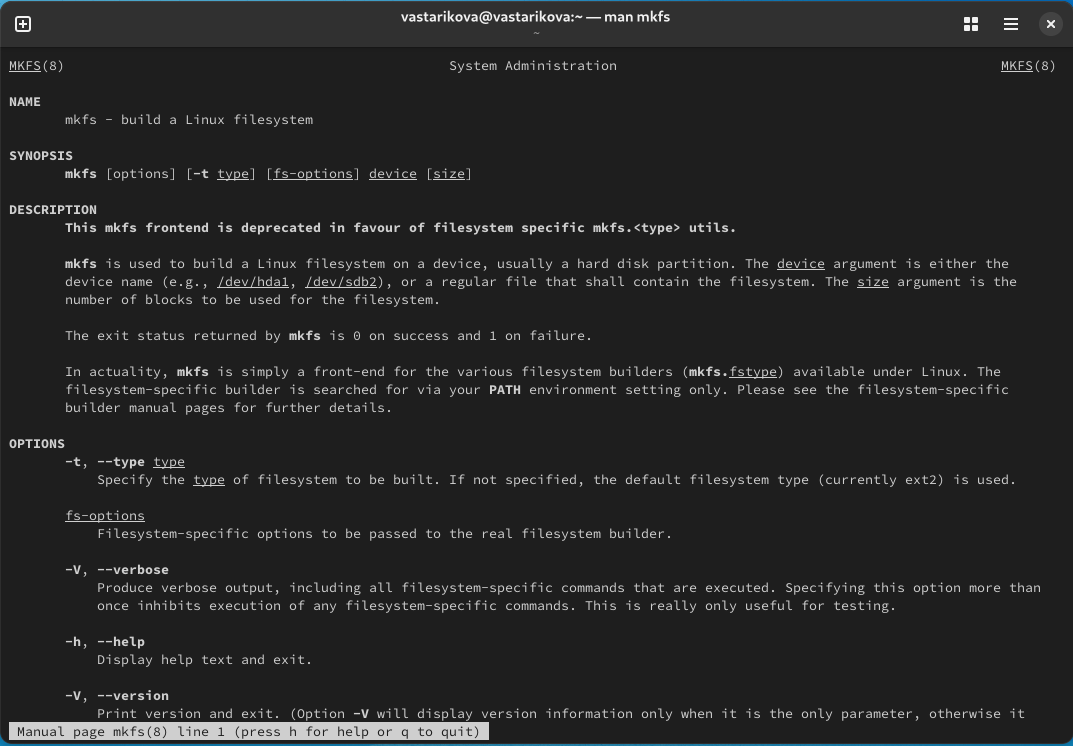 vastarikova@vastarikova:~ — man mkfs
~
MKFS(8) System Administration MKFS(8)
NAME
mkfs - build a Linux filesystem
SYNOPSIS
mkfs [options] [-t type] [fs-options] device [size]
DESCRIPTION
This mkfs frontend is deprecated in favour of filesystem specific mkfs.<type> utils.
mkfs is used to build a Linux filesystem on a device, usually a hard disk partition. The device argument is either the
device name (e.g., /dev/hda1, /dev/sdb2), or a regular file that shall contain the filesystem. The size argument is the
number of blocks to be used for the filesystem.
The exit status returned by mkfs is 0 on success and 1 on failure.
In actuality, mkfs is simply a front-end for the various filesystem builders (mkfs.fstype) available under Linux. The
filesystem-specific builder is searched for via your PATH environment setting only. Please see the filesystem-specific
builder manual pages for further details.
OPTIONS
-t, --type type
Specify the type of filesystem to be built. If not specified, the default filesystem type (currently ext2) is used.
fs-options
Filesystem-specific options to be passed to the real filesystem builder.
-V, --verbose
Produce verbose output, including all filesystem-specific commands that are executed. Specifying this option more than
once inhibits execution of any filesystem-specific commands. This is really only useful for testing.
-h, --help
Display help text and exit.
-V, --version
Print version and exit. (Option -V will display version information only when it is the only parameter, otherwise it
Manual page mkfs(8) line 1 (press h for help or q to quit)